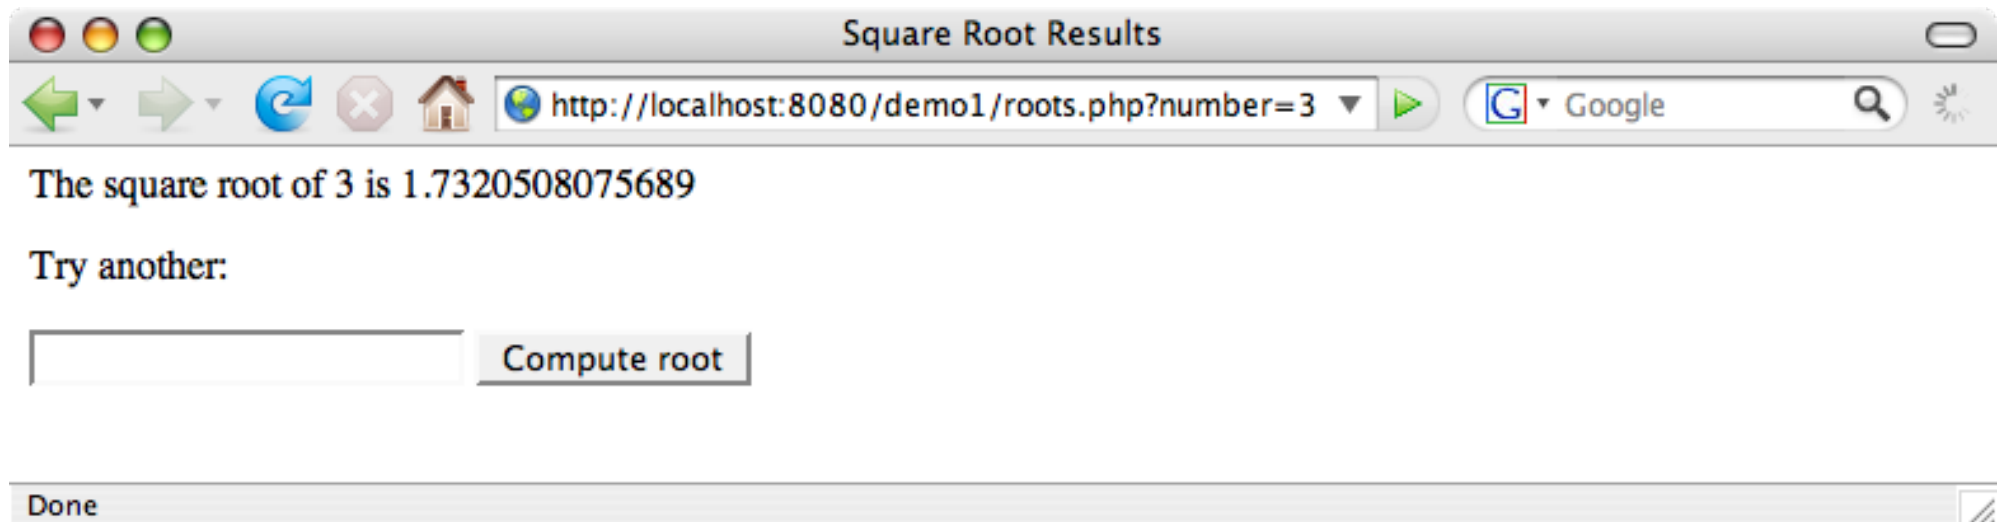 Square Root Results
http://localhost:8080/demo1/roots.php?number=3 G Google
The square root of 3 is 1.7320508075689
Try another:
Compute root
Done